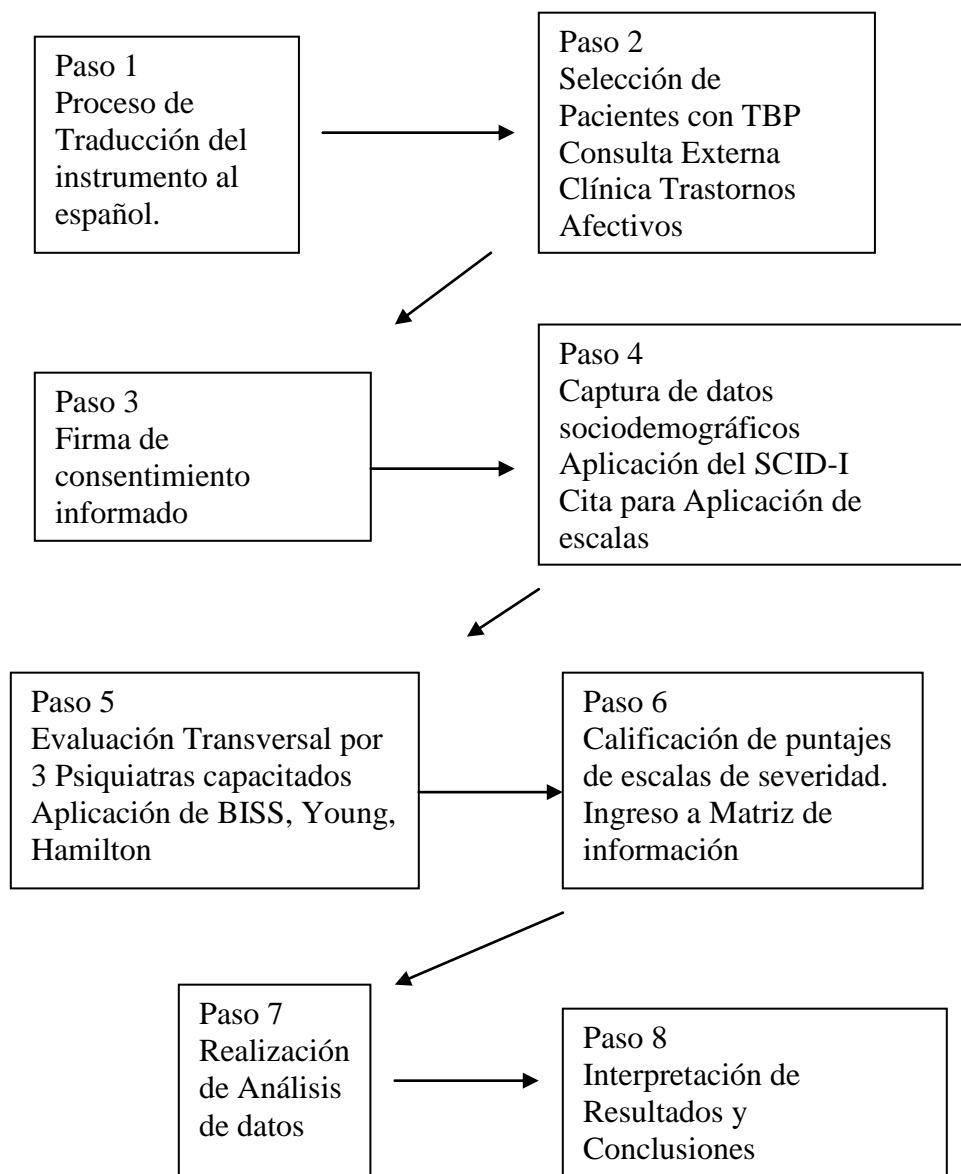 Paso 1
Proceso de
Traducción del
instrumento al
español.
Paso 2
Selección de
Pacientes con TBP
Consulta Externa
Clínica Trastornos
Afectivos
Paso 3
Firma de
consentimiento
informado
Paso 4
Captura de datos
sociodemográficos
Aplicación del SCID-I
Cita para Aplicación de
escalas
Paso 5
Evaluación Transversal por
3 Psiquiatras capacitados
Aplicación de BISS, Young,
Hamilton
Paso 6
Calificación de puntajes
de escalas de severidad.
Ingreso a Matriz de
información
Paso 7
Realización
de Análisis
de datos
Paso 8
Interpretación de
Resultados y
Conclusiones